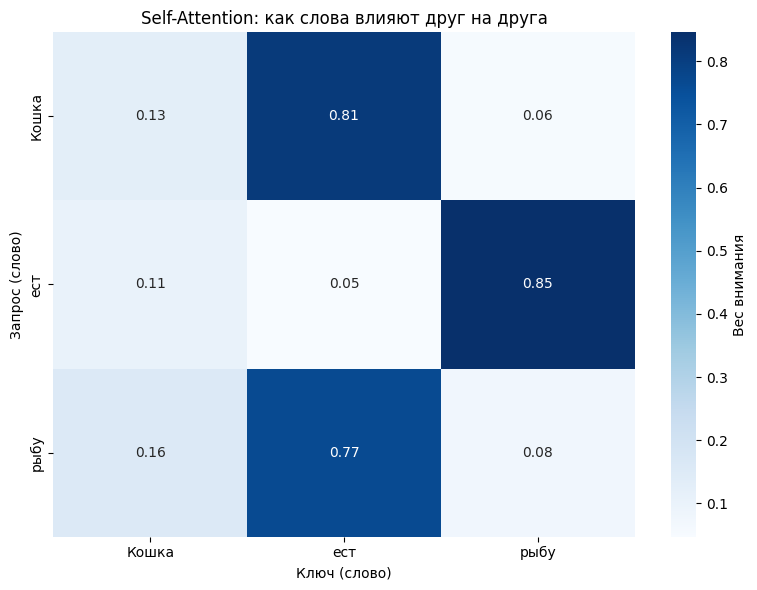 Self-Attention: как слова влияют друг на друга
Запрос (слово)
Кошка
0.13 0.81 0.06
ест
0.11 0.05 0.85
рыбу
0.16 0.77 0.08
Кошка ест рыбу
Ключ (слово)
0.8
0.7
0.6
0.5
0.4
0.3
0.2
0.1
Вес внимания